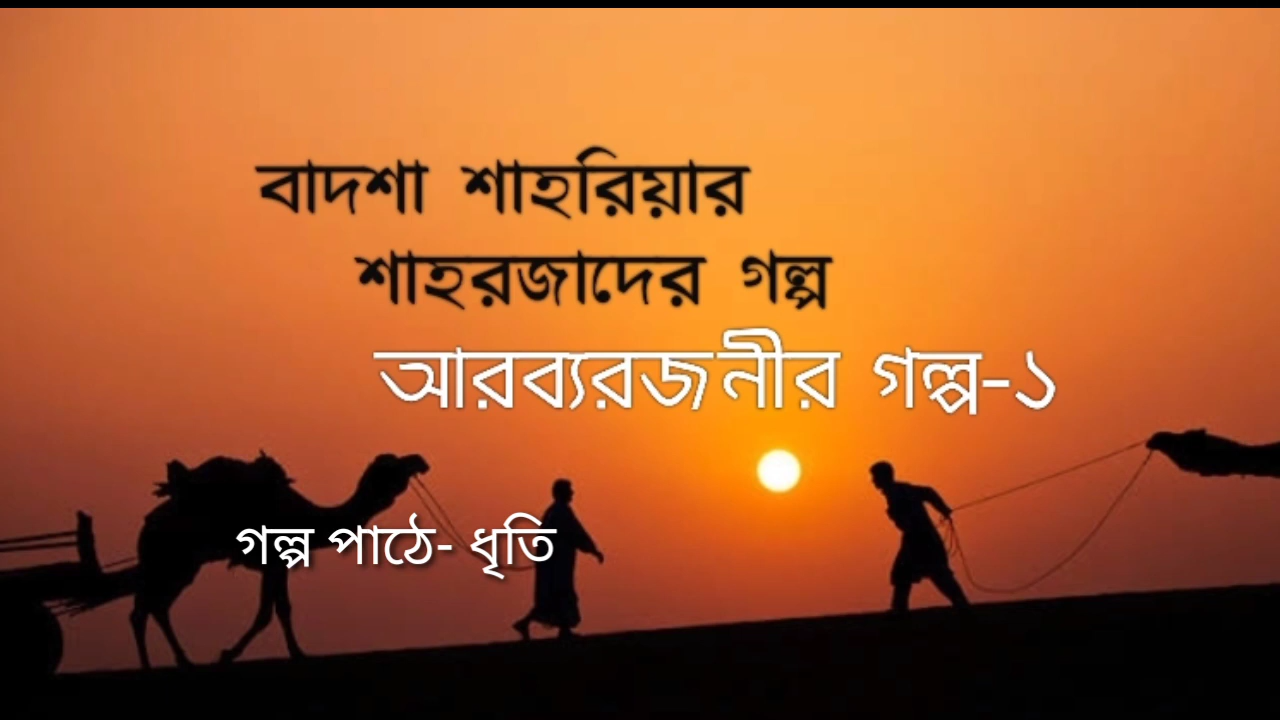 বাদশা শাহরিয়ার
শাহরজাদের গল্প
আরব্যরজনীর গল্প-১
গল্প পাঠে- ধৃতি